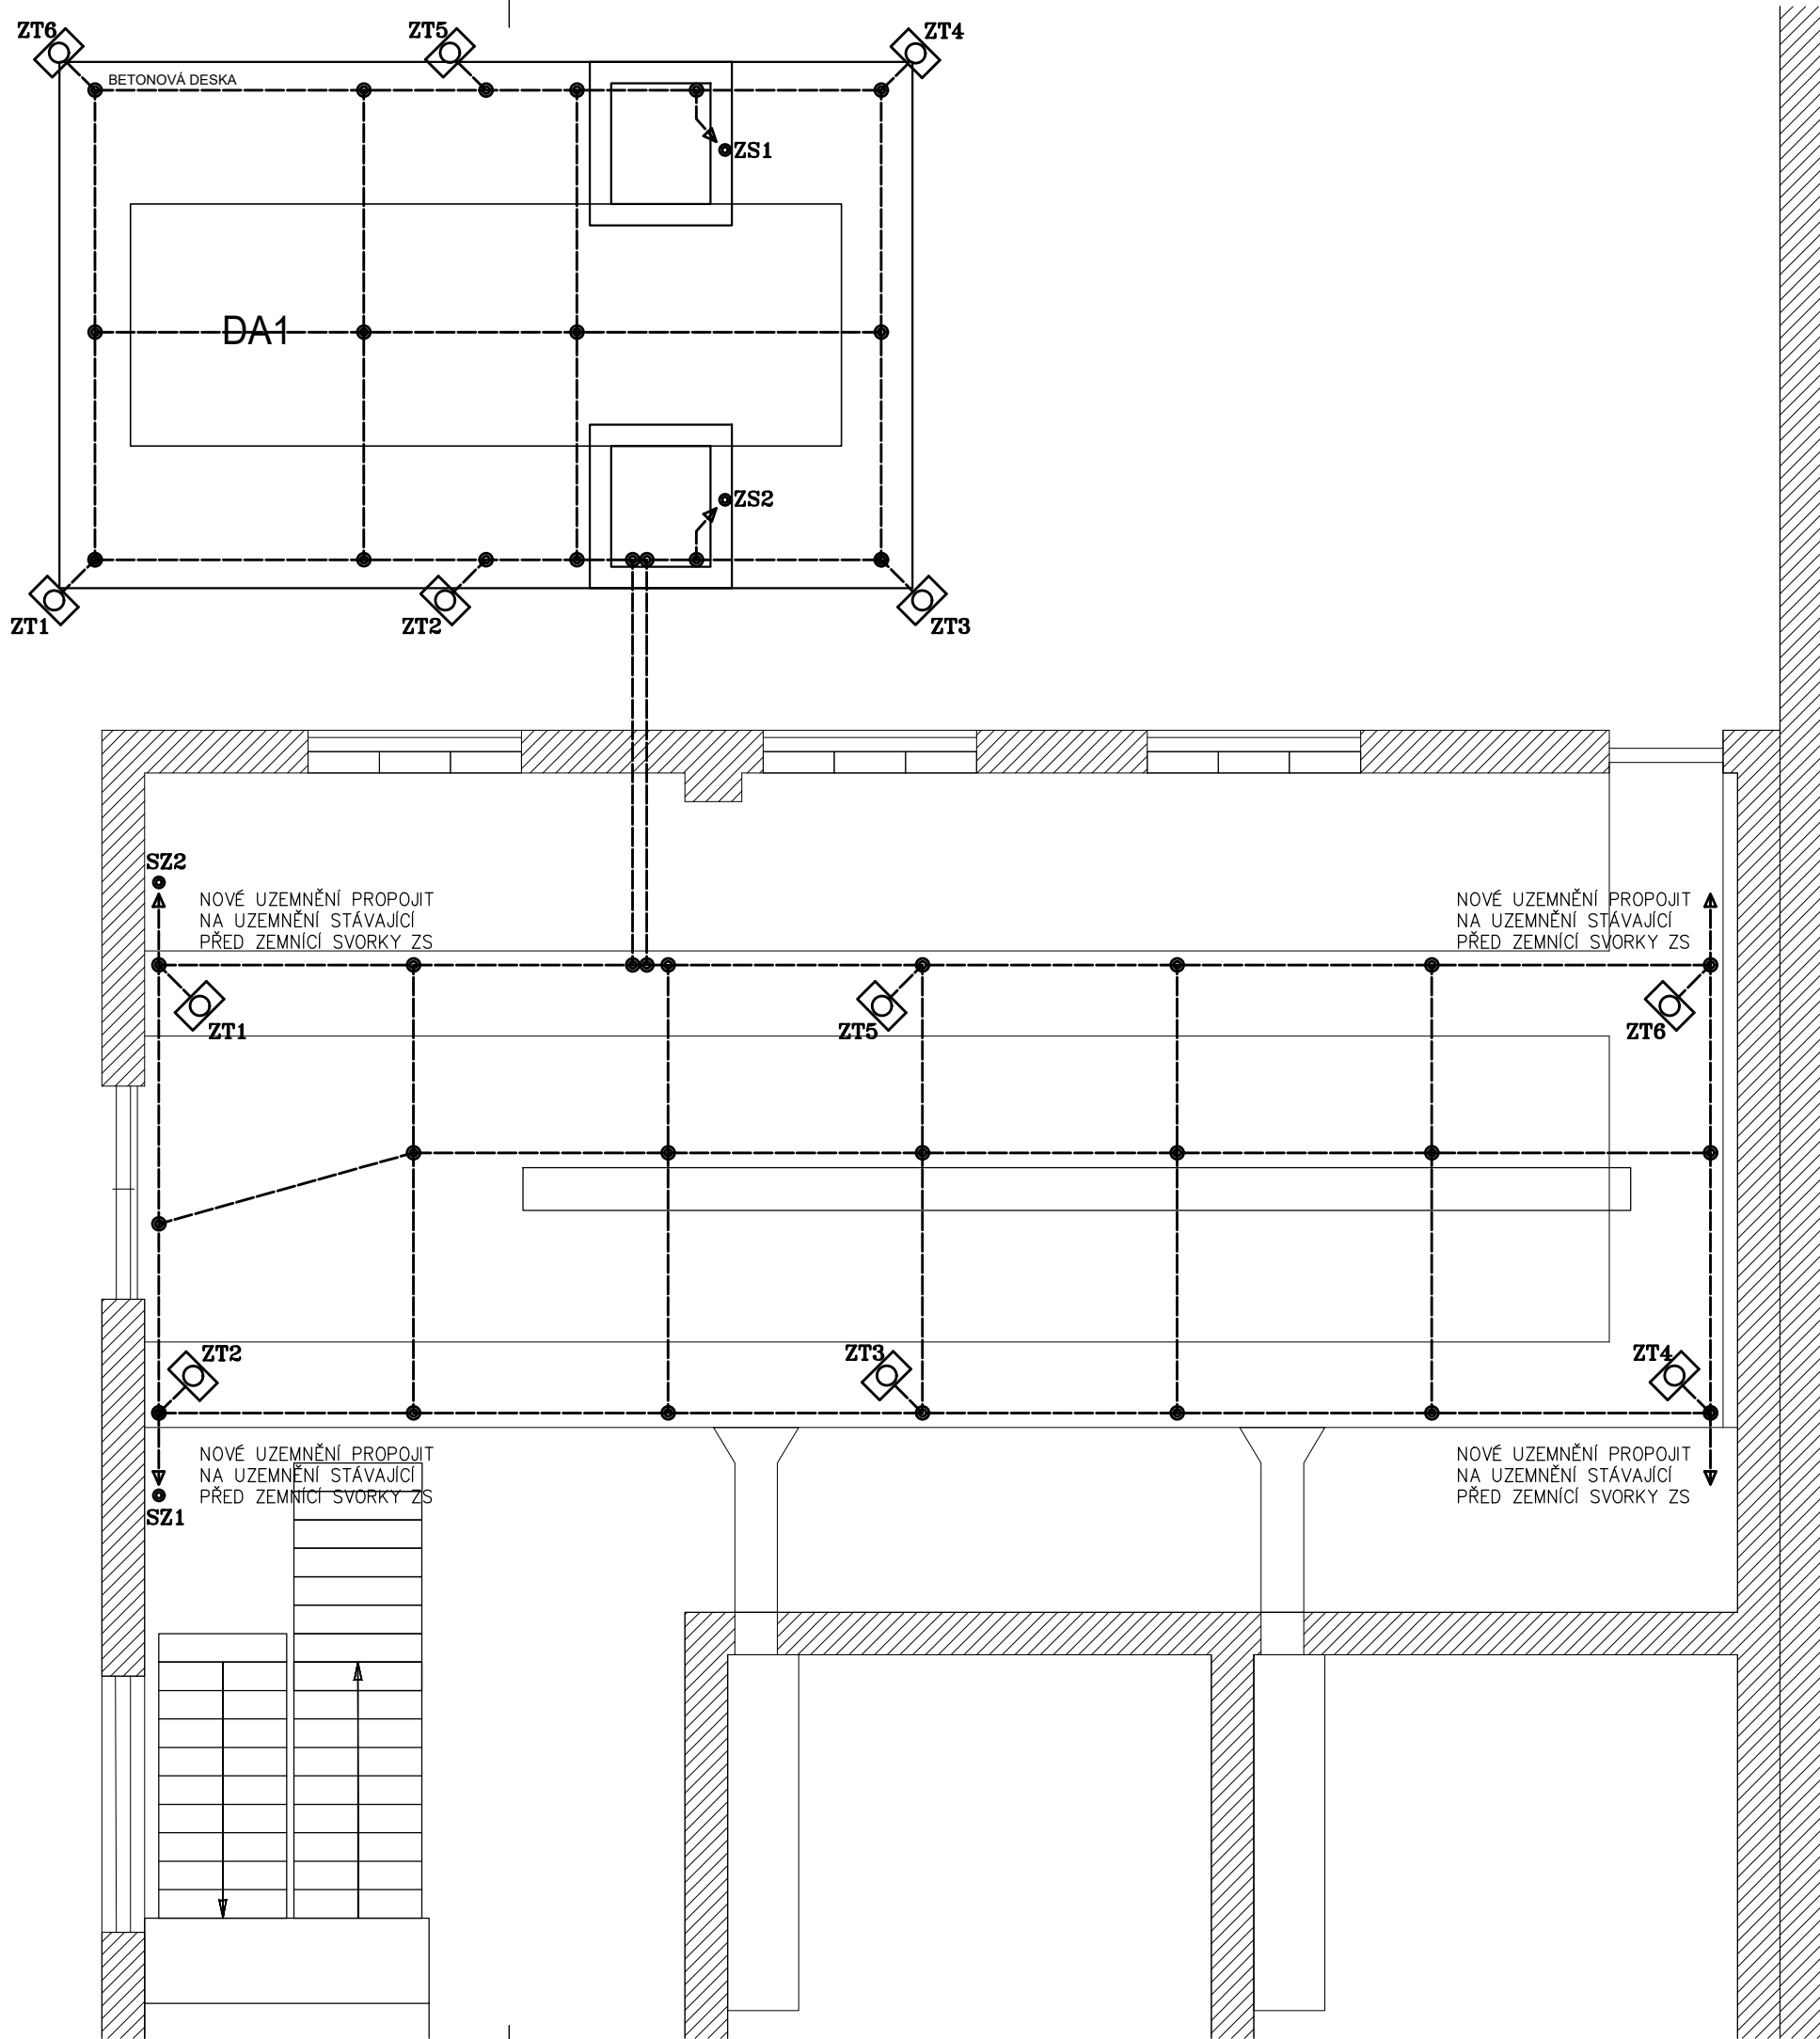 ZT6
ZT5
ZT4
BETONOVÁ DESKA
ZS1
DA1
ZS2
ZT1
ZT2
ZT3
SZ2
NOVÉ UZEMNĚNÍ PROPOJIT
NA UZEMNĚNÍ STÁVAJÍCÍ
PŘED ZEMNÍCÍ SVORKY ZS
NOVÉ UZEMNĚNÍ PROPOJIT
NA UZEMNĚNÍ STÁVAJÍCÍ
PŘED ZEMNÍCÍ SVORKY ZS
ZT1
ZT5
ZT6
ZT2
ZT3
ZT4
NOVÉ UZEMNĚNÍ PROPOJIT
NA UZEMNĚNÍ STÁVAJÍCÍ
PŘED ZEMNÍCÍ SVORKY ZS
SZ1
NOVÉ UZEMNĚNÍ PROPOJIT
NA UZEMNĚNÍ STÁVAJÍCÍ
PŘED ZEMNÍCÍ SVORKY ZS